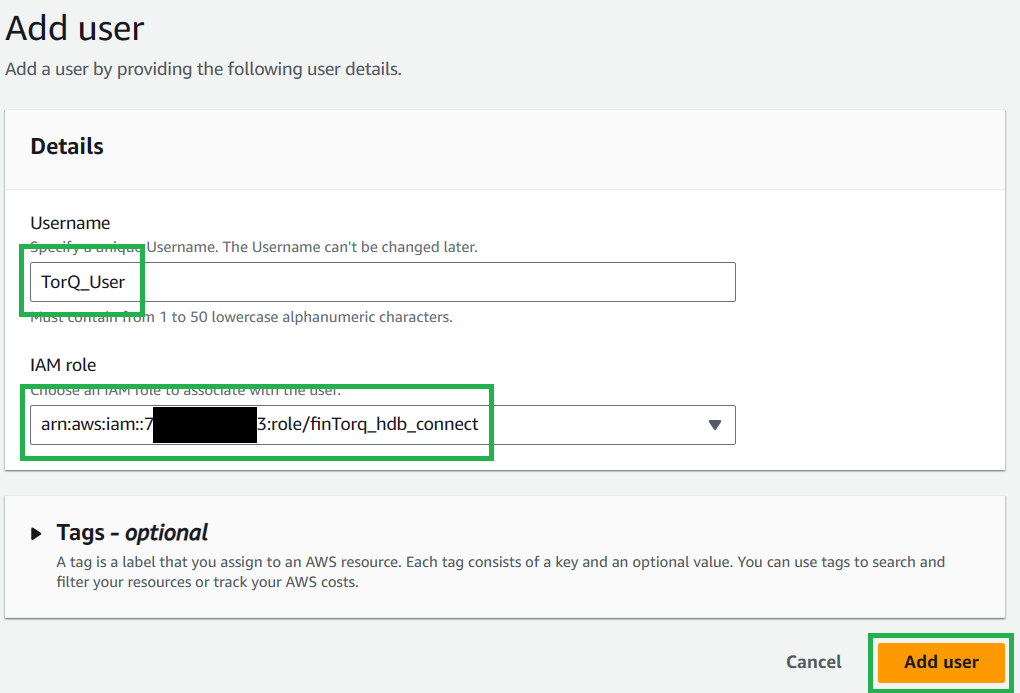 Add user
Add a user by providing the following user details.
Details
Username
Specify a unique Username. The Username can't be changed later.
TorQ_User
Must contain from 1 to 50 lowercase alphanumeric characters.
IAM role
Choose an IAM role to associate with the user.
arn:aws:iam::7 3:role/finTorq_hdb_connect
Tags - optional
A tag is a label that you assign to an AWS resource. Each tag consists of a key and an optional value. You can use tags to search and
filter your resources or track your AWS costs.
Cancel Add user